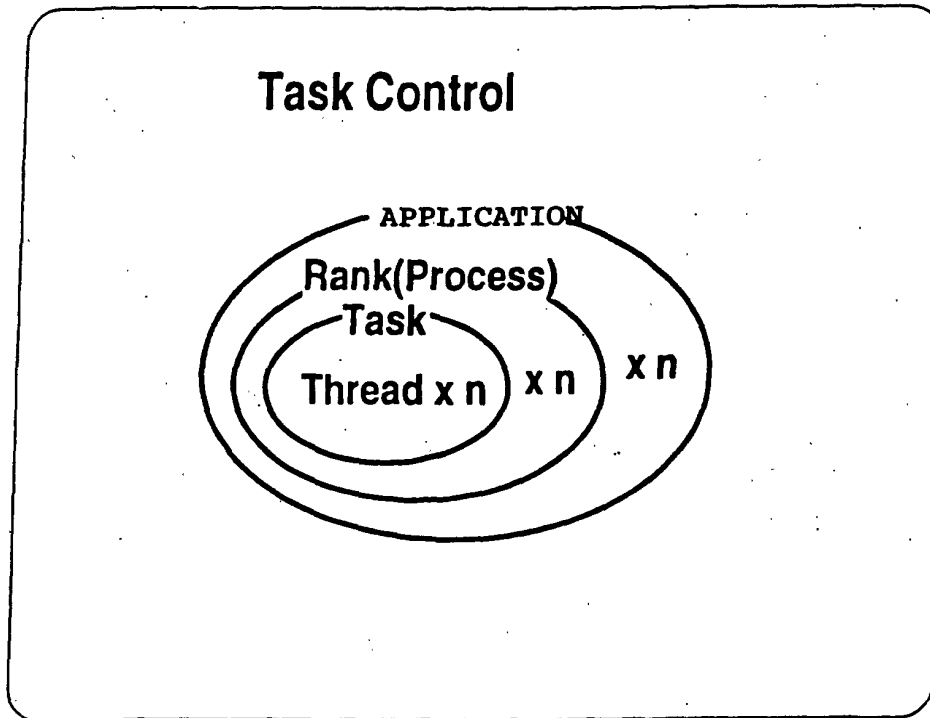 Task Control
APPLICATION
Rank(Process)
Task
Thread x n
x n
x n